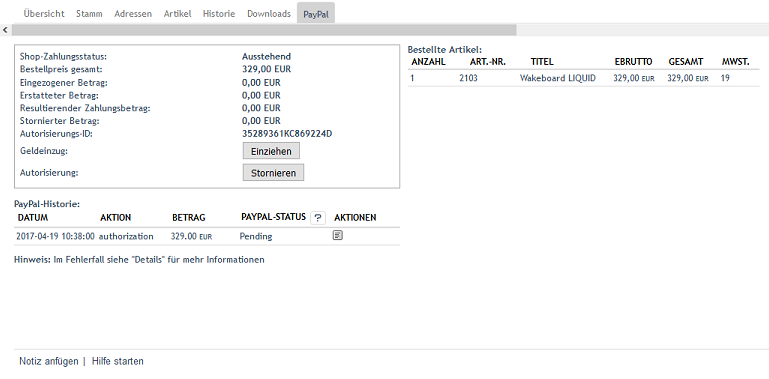 Übersicht Stamm Adressen Artikel Historie Downloads PayPal
Shop-Zahlungsstatus: Ausstehend
Bestellpreis gesamt: 329,00 EUR
Eingezogener Betrag: 0,00 EUR
Erstatteter Betrag: 0,00 EUR
Resultierender Zahlungsbetrag: 0,00 EUR
Stornierter Betrag: 0,00 EUR
Autorisierungs-ID: 35289361KC869224D
Geldeinzug: Einziehen
Autorisierung: Stornieren
Bestellte Artikel:
ANZAHL ART.-NR. TITEL EBRUTTO GESAMT MWST.
1 2103 Wakeboard LIQUID 329,00 EUR 329,00 EUR 19
PayPal-Historie:
DATUM AKTION BETRAG PAYPAL-STATUS ? AKTIONEN
2017-04-19 10:38:00 authorization 329.00 EUR Pending
Hinweis: Im Fehlerfall siehe "Details" für mehr Informationen
Notiz anfügen | Hilfe starten